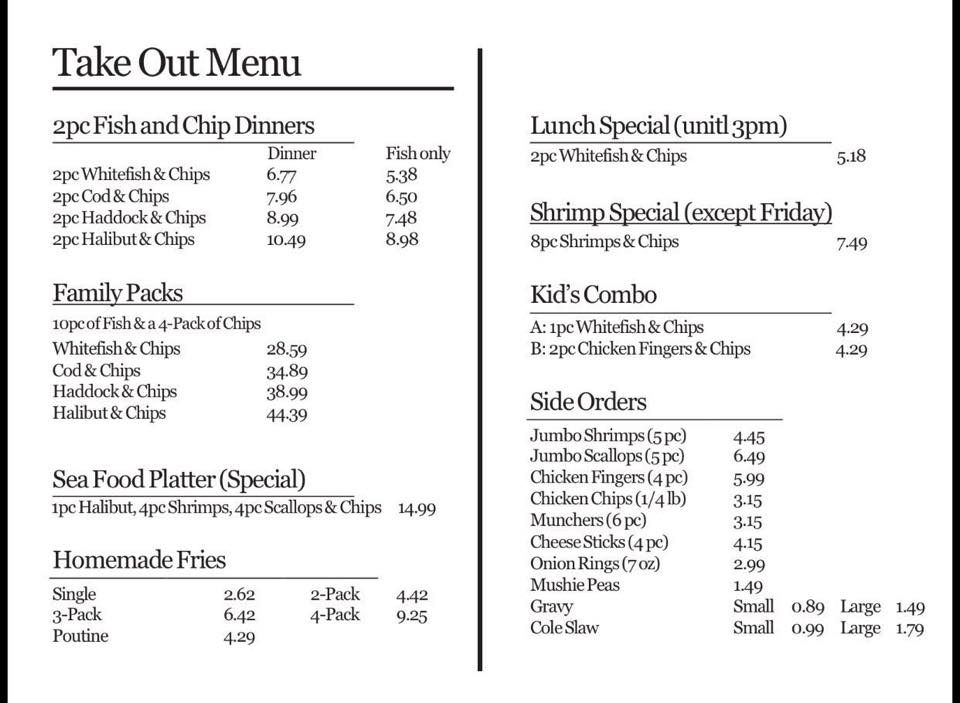 Take Out Menu
2pc Fish and Chip Dinners
Dinner Fish only
2pc Whitefish & Chips 6.77 5.38
2pc Cod & Chips 7.96 6.50
2pc Haddock & Chips 8.99 7.48
2pc Halibut & Chips 10.49 8.98
Family Packs
10pc of Fish & a 4-Pack of Chips
Whitefish & Chips 28.59
Cod & Chips 34.89
Haddock & Chips 38.99
Halibut & Chips 44.39
Sea Food Platter (Special)
1pc Halibut, 4pc Shrimps, 4pc Scallops & Chips 14.99
Homemade Fries
Single 2.62 2-Pack 4.42
3-Pack 6.42 4-Pack 9.25
Poutine 4.29
Lunch Special (unitl 3pm)
2pc Whitefish & Chips 5.18
Shrimp Special (except Friday)
8pc Shrimps & Chips 7.49
Kid's Combo
A: 1pc Whitefish & Chips 4.29
B: 2pc Chicken Fingers & Chips 4.29
Side Orders
Jumbo Shrimps (5 pc) 4.45
Jumbo Scallops (5 pc) 6.49
Chicken Fingers (4 pc) 5.99
Chicken Chips (1/4 lb) 3.15
Munchers (6 pc) 3.15
Cheese Sticks (4 pc) 4.15
Onion Rings (7 oz) 2.99
Mushie Peas 1.49
Gravy Small 0.89 Large 1.49
Cole Slaw Small 0.99 Large 1.79